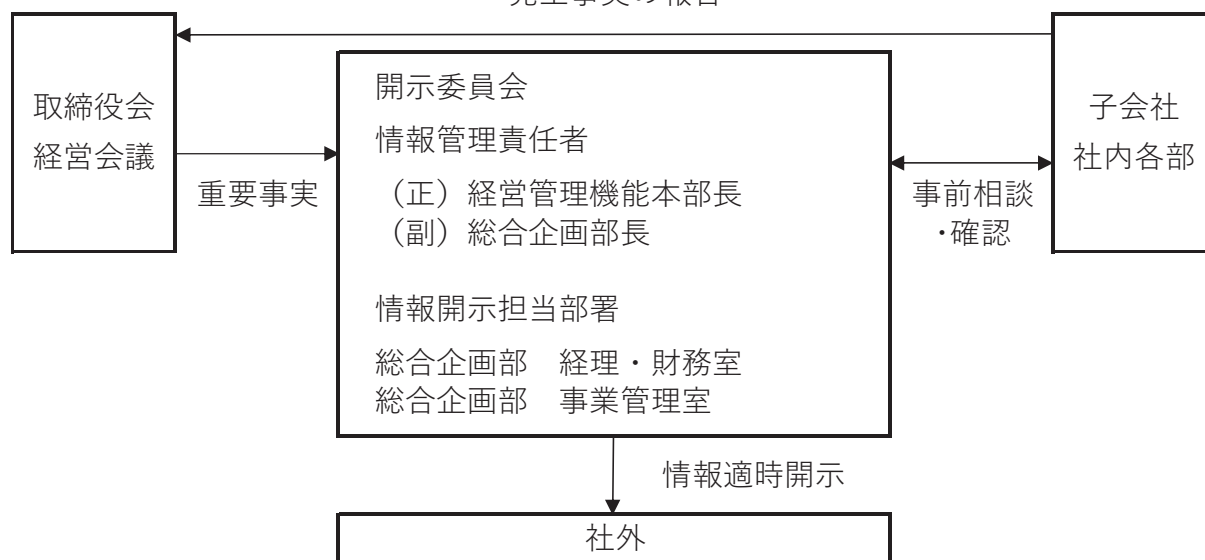 発生事実の報告
取締役会
経営会議
重要事実
開示委員会
情報管理責任者
（正）経営管理機能本部長
（副）総合企画部長
情報開示担当部署
総合企画部　経理・財務室
総合企画部　事業管理室
事前相談
・確認
子会社
社内各部
情報適時開示
社外